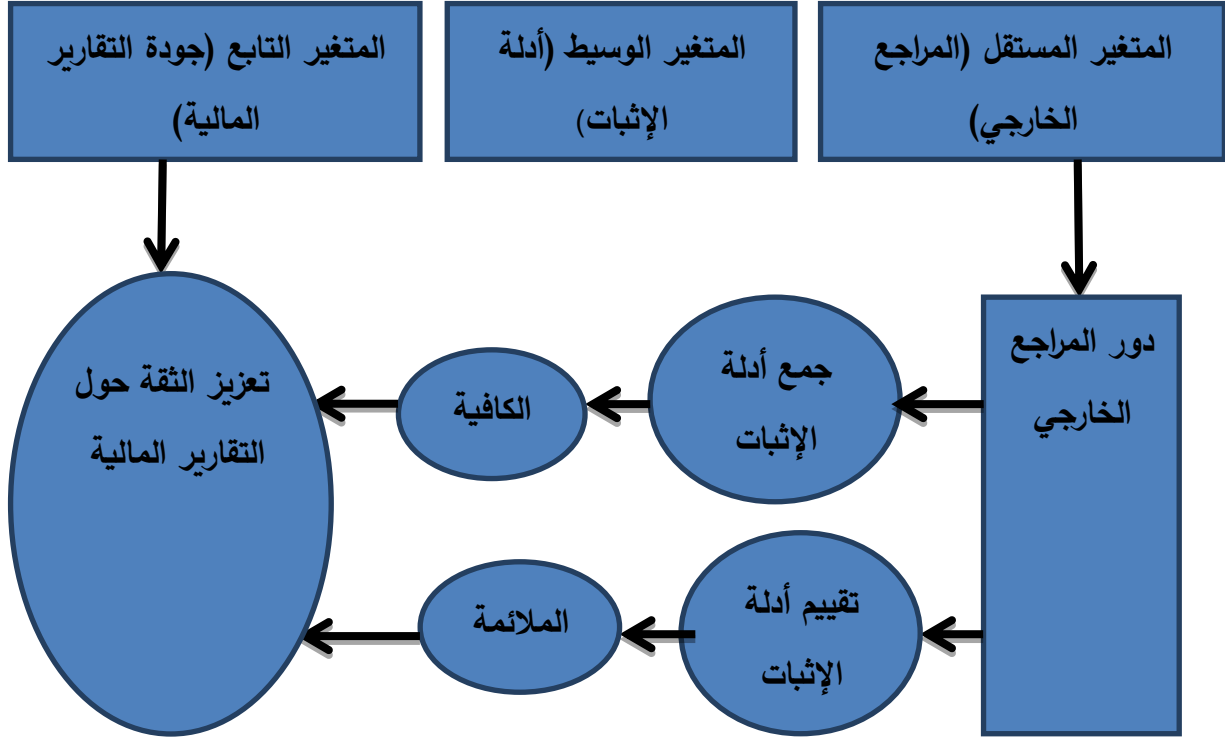 المتغير المستقل (المراجع
الخارجي)
المتغير الوسيط (أدلة
الإثبات)
المتغير التابع (جودة التقارير
المالية)
دور المراجع
الخارجي
جمع أدلة
الإثبات
الكافية
تعزيز الثقة حول
التقارير المالية
تقييم أدلة
الإثبات
الملائمة